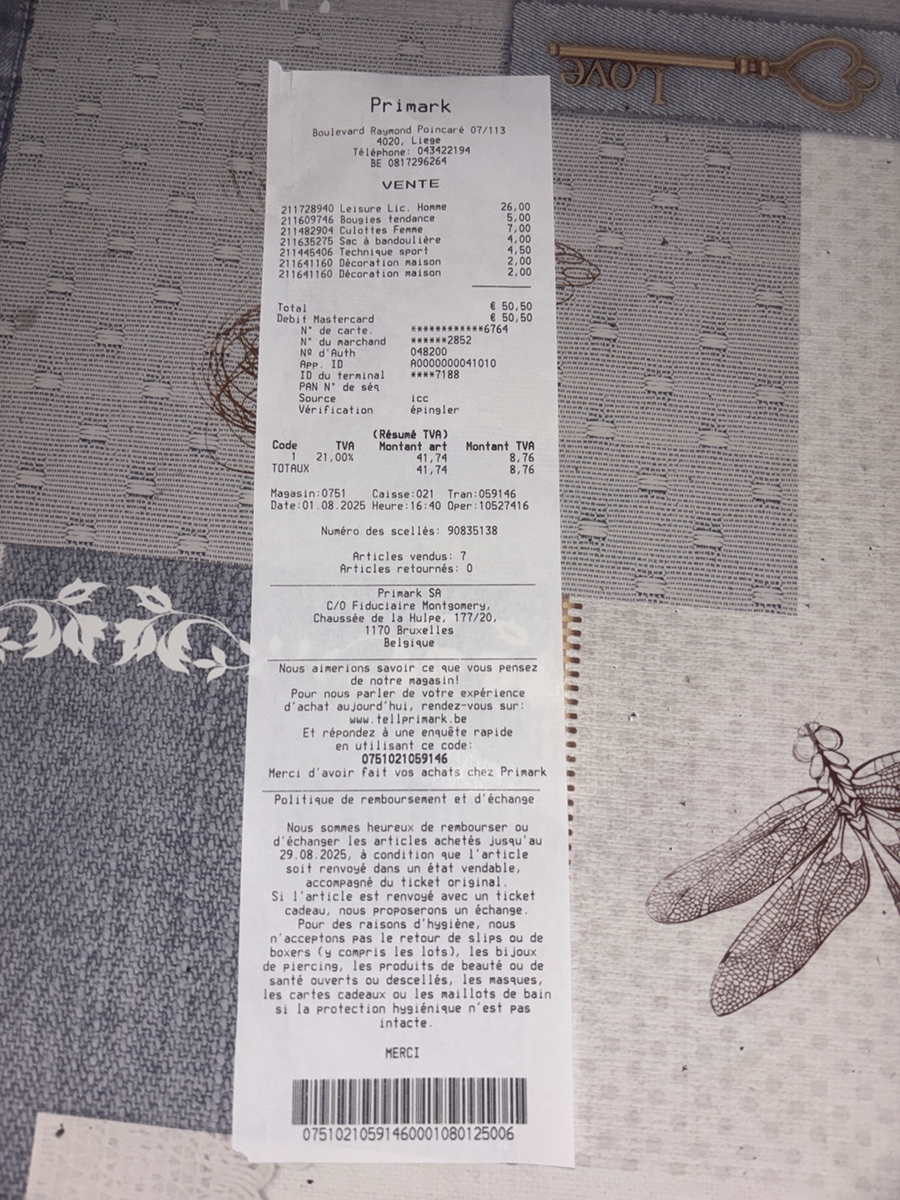 Love
Primark
Boulevard Raymond Poincaré 07/113
4020, Liege
Téléphone: 043422194
BE 0817296264
VENTE
211728940 Leisure Lic. Homme 26,00
211609746 Bougies tendance 5,00
211482904 Culottes Femme 7,00
211635275 Sac à bandoulière 4,00
211445406 Technique sport 4,50
211641160 Décoration maison 2,00
211641160 Décoration maison 2,00
Total € 50,50
Debit Mastercard € 50,50
N° de carte. ************6764
N° du marchand ******2852
Nº d'Auth 048200
App. ID A0000000041010
ID du terminal ****7188
PAN N° de séq
Source icc
Vérification épingler
(Résumé TVA)
Code TVA Montant art Montant TVA
1 21,00% 41,74 8,76
TOTAUX 41,74 8,76
Magasin:0751 Caisse:021 Tran:059146
Date:01.08.2025 Heure:16:40 Oper:10527416
Numéro des scellés: 90835138
Articles vendus: 7
Articles retournés: 0
Primark SA
C/O Fiduciaire Montgomery,
Chaussée de la Hulpe, 177/20,
1170 Bruxelles
Belgique
Nous aimerions savoir ce que vous pensez
de notre magasin!
Pour nous parler de votre expérience
d'achat aujourd'hui, rendez-vous sur:
www.tellprimark.be
Et répondez à une enquête rapide
en utilisant ce code:
0751021059146
Merci d'avoir fait vos achats chez Primark
Politique de remboursement et d'échange
Nous sommes heureux de rembourser ou
d'échanger les articles achetés jusqu'au
29.08.2025, à condition que l'article
soit renvoyé dans un état vendable,
accompagné du ticket original.
Si l'article est renvoyé avec un ticket
cadeau, nous proposerons un échange.
Pour des raisons d'hygiène, nous
n'acceptons pas le retour de slips ou de
boxers (y compris les lots), les bijoux
de piercing, les produits de beauté ou de
santé ouverts ou descellés, les masques,
les cartes cadeaux ou les maillots de bain
si la protection hygiénique n'est pas
intacte.
MERCI
07510210591460001080125006